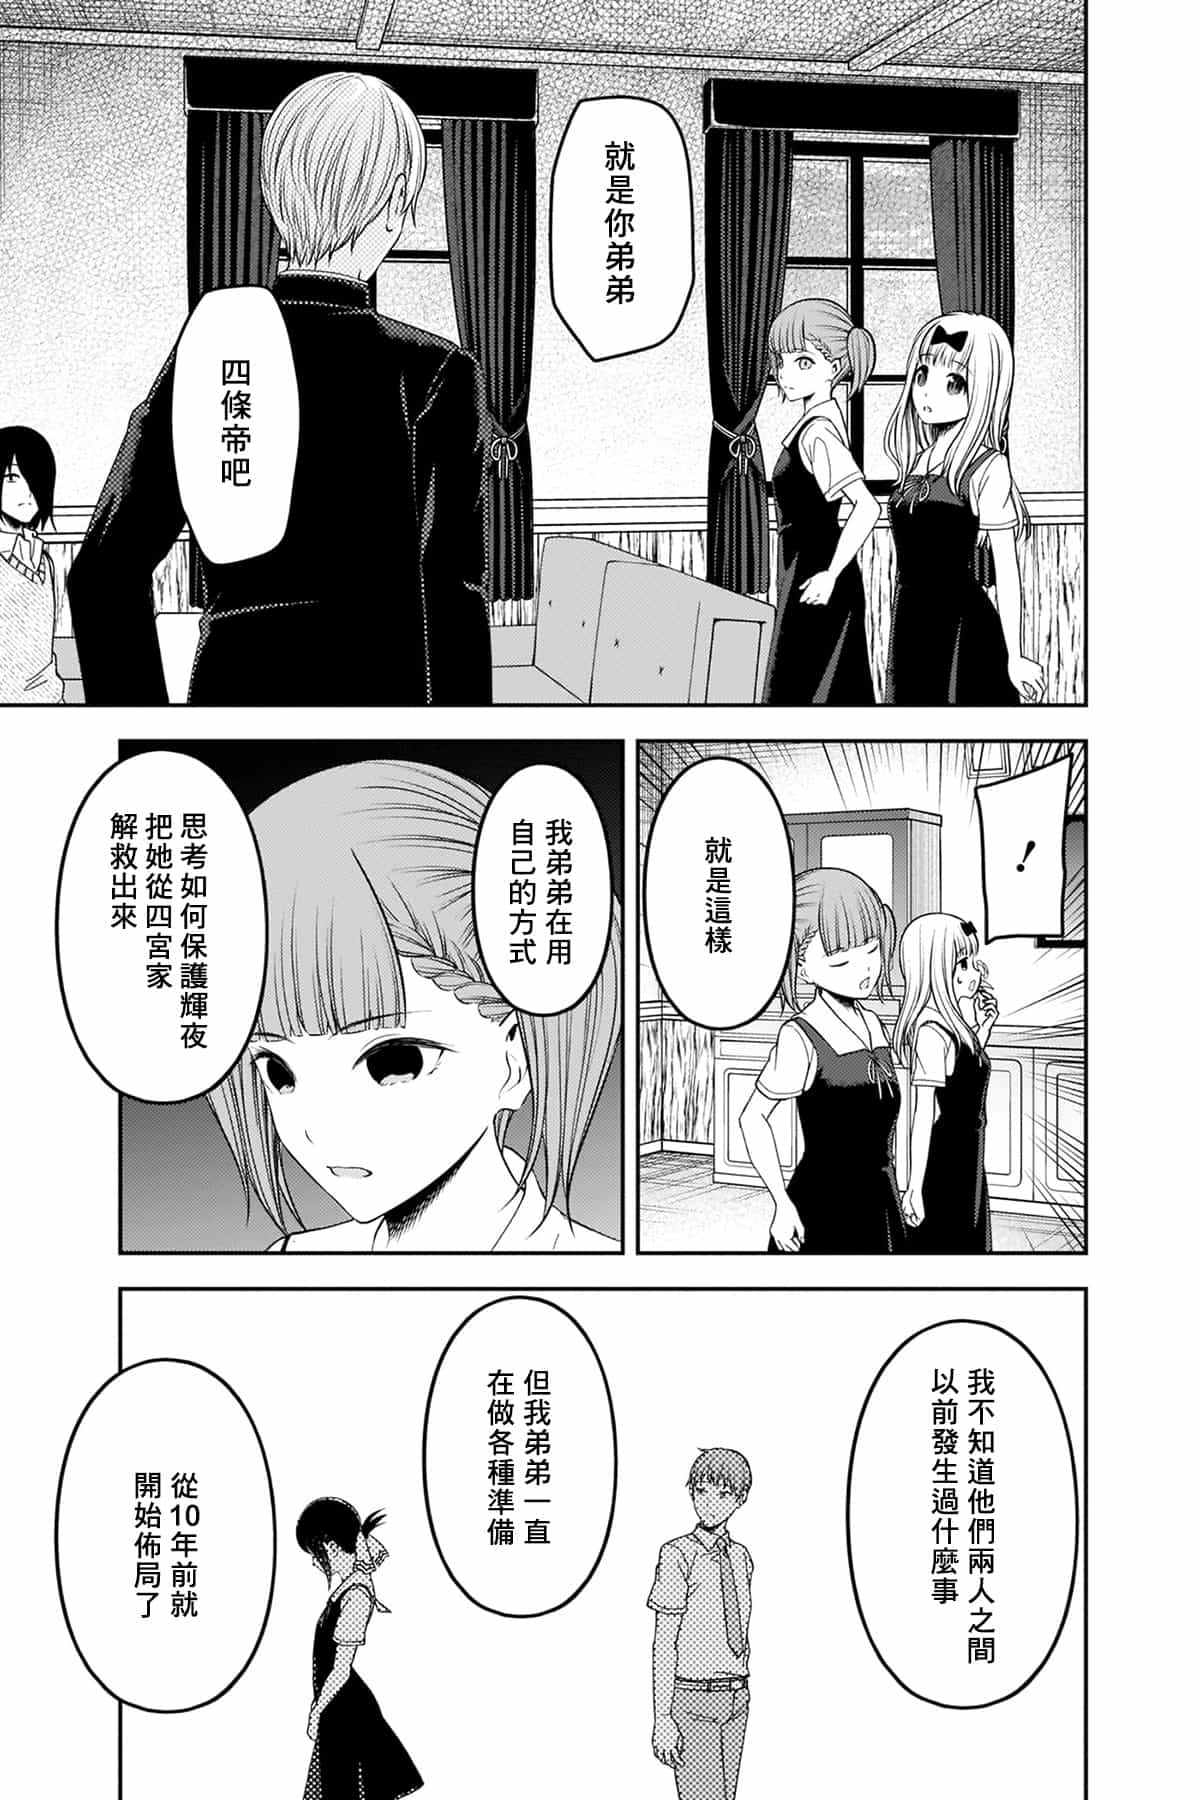 就是你弟弟
四條帝吧
！
就是這樣
我弟弟在用
自己的方式
思考如何保護輝夜
把她從四宮家
解救出來
我不知道他們兩人之間
以前發生過什麼事
但我弟弟一直
在做各種準備
從10年前就
開始佈局了